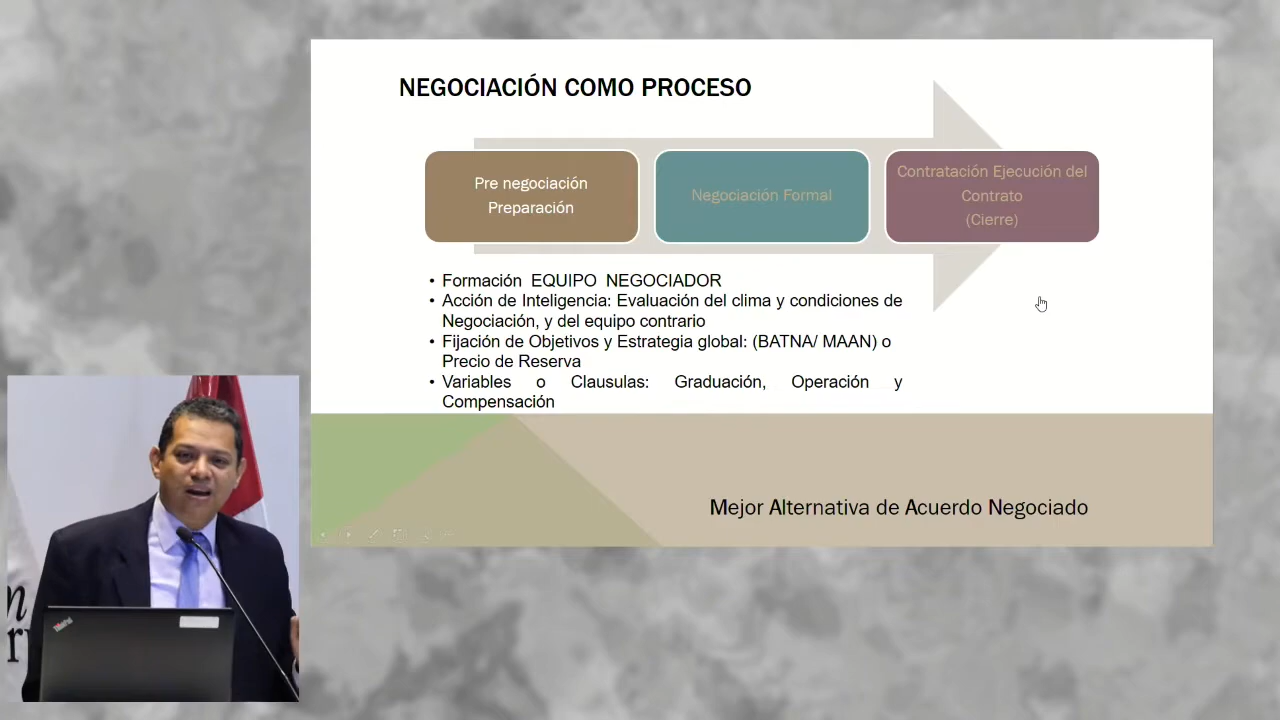 NEGOCIACIÓN COMO PROCESO
Pre negociación
Preparación
Negociación Formal
Contratación Ejecución del
Contrato
(Cierre)
• Formación EQUIPO NEGOCIADOR
• Acción de Inteligencia: Evaluación del clima y condiciones de
Negociación, y del equipo contrario
• Fijación de Objetivos y Estrategia global: (BATNA/ MAAN) o
Precio de Reserva
• Variables o Clausulas: Graduación, Operación y
Compensación
Mejor Alternativa de Acuerdo Negociado